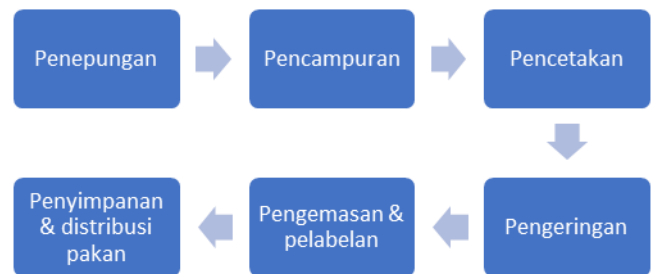 Penepungan
Pencampuran
Pencetakan
Pengeringan
Pengemasan &
pelabelan
Penyimpanan
& distribusi
pakan